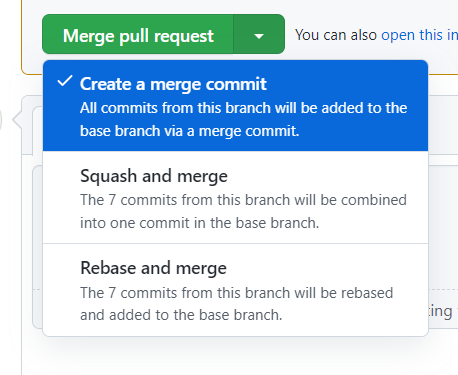 Merge pull request
You can also open this in
Create a merge commit
All commits from this branch will be added to the
base branch via a merge commit.
Squash and merge
The 7 commits from this branch will be combined
into one commit in the base branch.
Rebase and merge
The 7 commits from this branch will be rebased
and added to the base branch.